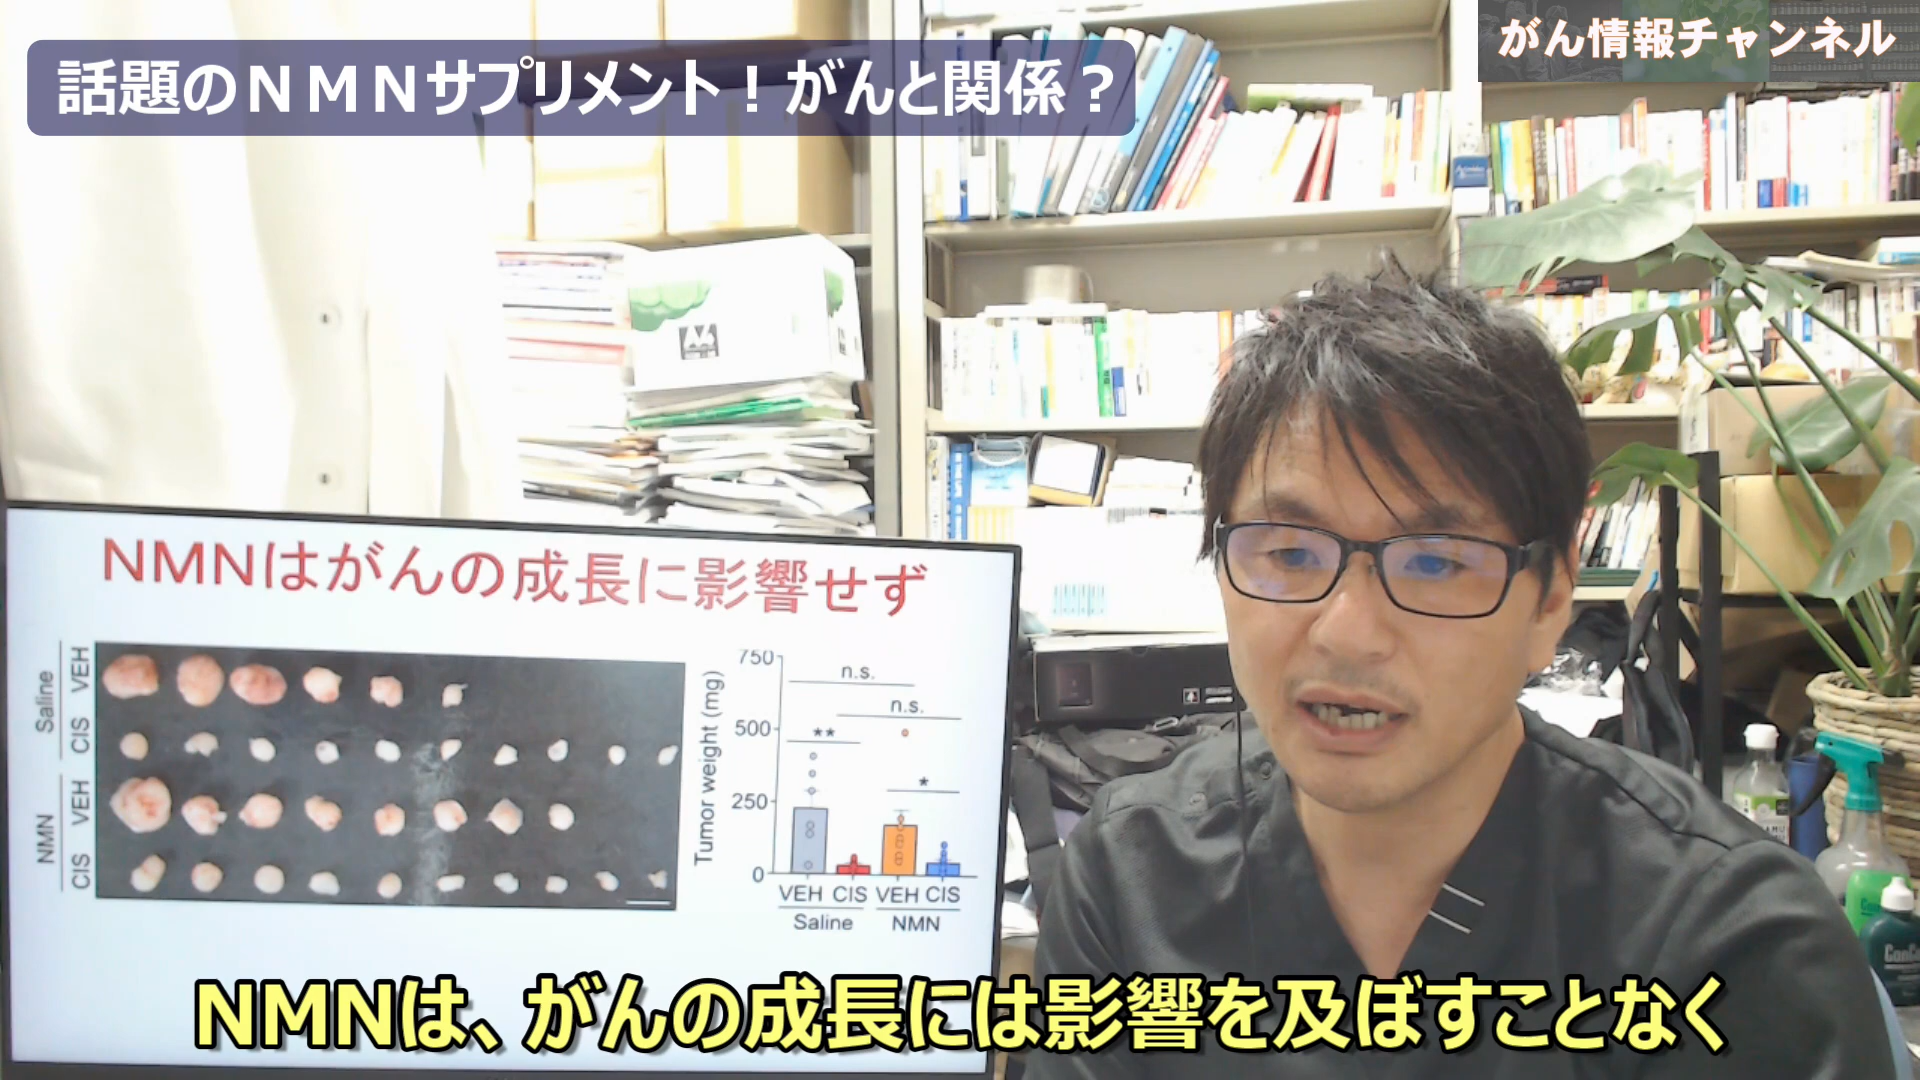 話題のＮＭＮサプリメント！がんと関係？
がん情報チャンネル
NMNはがんの成長に影響せず
Saline
VEH
CIS
NMN
VEH
CIS
Tumor weight (mg)
750
500
250
0
n.s.
n.s.
**
*
VEH CIS VEH CIS
Saline NMN
NMNは、がんの成長には影響を及ぼすことなく